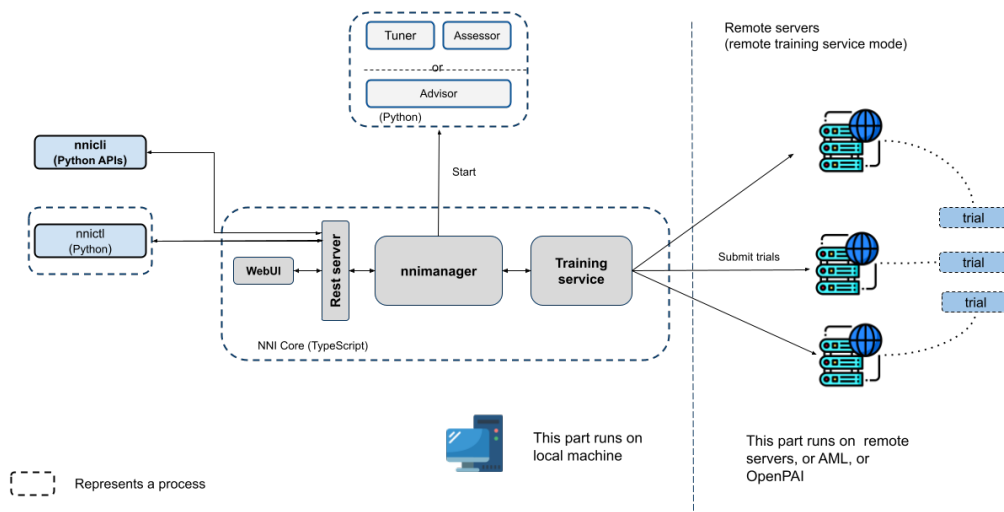 Tuner
Assessor
or
Advisor
(Python)
Remote servers
(remote training service mode)
nnicli
(Python APIs)
Start
nnictl
(Python)
trial
WebUI
Rest server
nnimanager
Training
service
Submit trials
trial
trial
NNI Core (TypeScript)
This part runs on
local machine
This part runs on remote
servers, or AML, or
OpenPAI
Represents a process